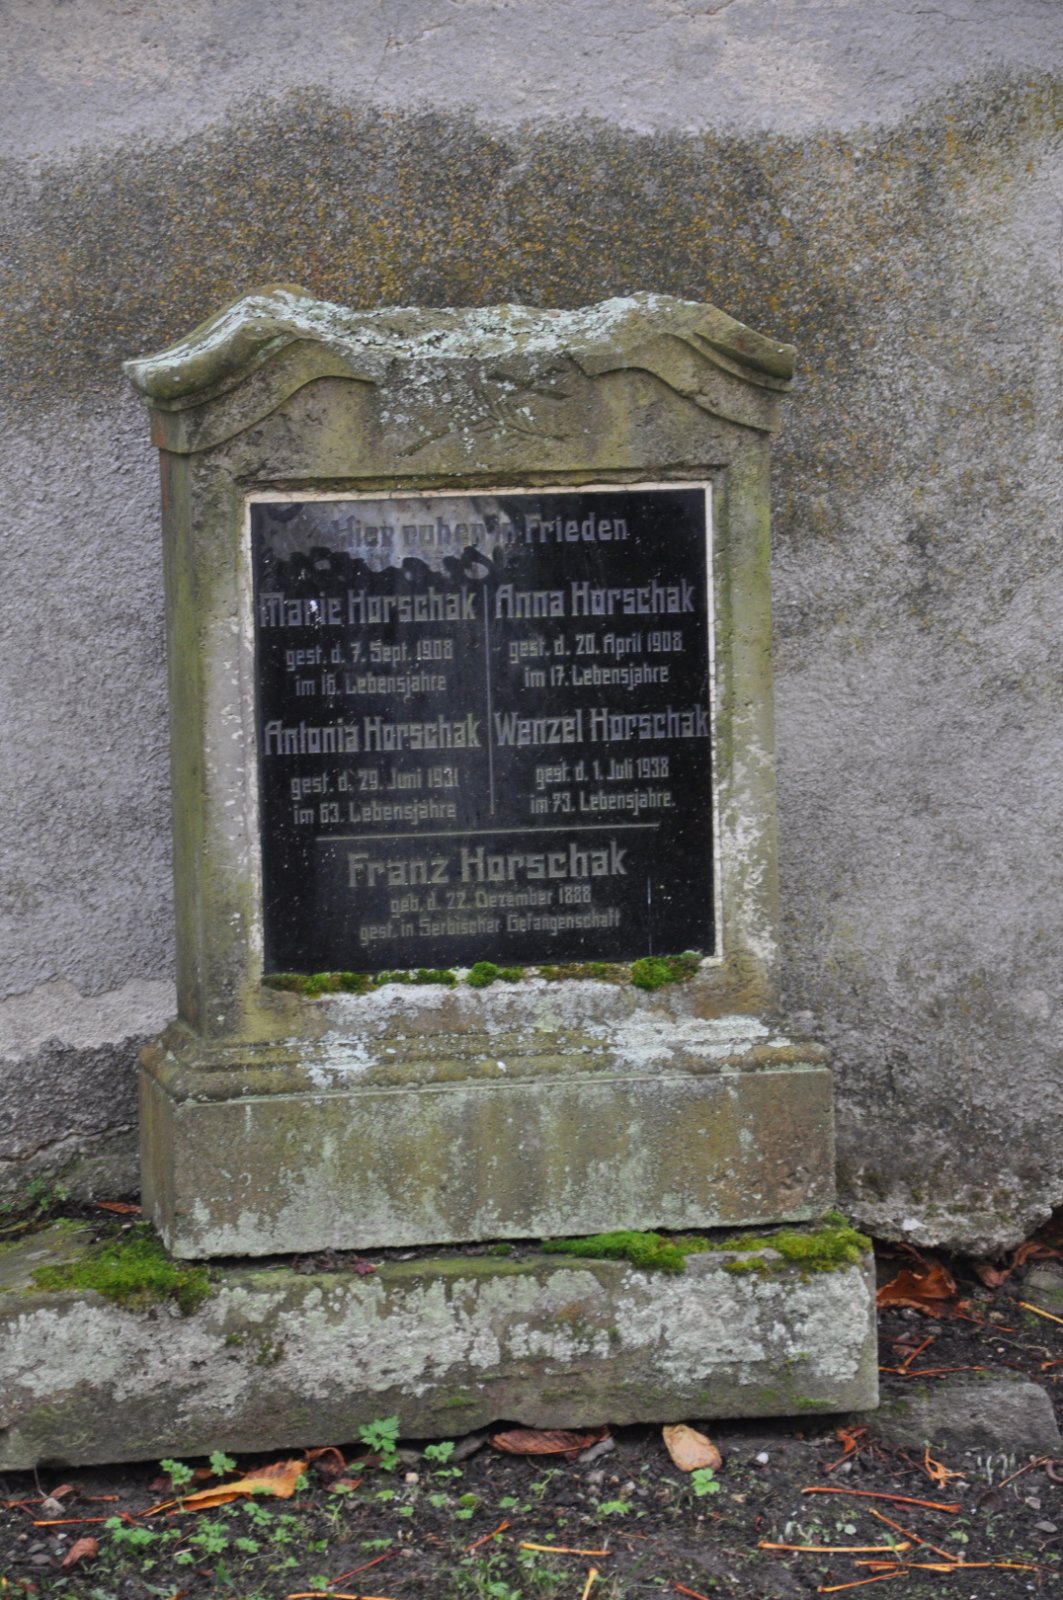 Hier ruhen in Frieden
Marie Horschak
gest. d. 7. Sept. 1908
im 16. Lebensjahre
Anna Horschak
gest. d. 20. April 1908
im 17. Lebensjahre
Antonia Horschak
gest. d. 29. Juni 1931
im 63. Lebensjahre
Wenzel Horschak
gest. d. 1. Juli 1938
im 73. Lebensjahre.
Franz Horschak
geb. d. 22. Dezember 1888
gest. in Serbischer Gefangenschaft